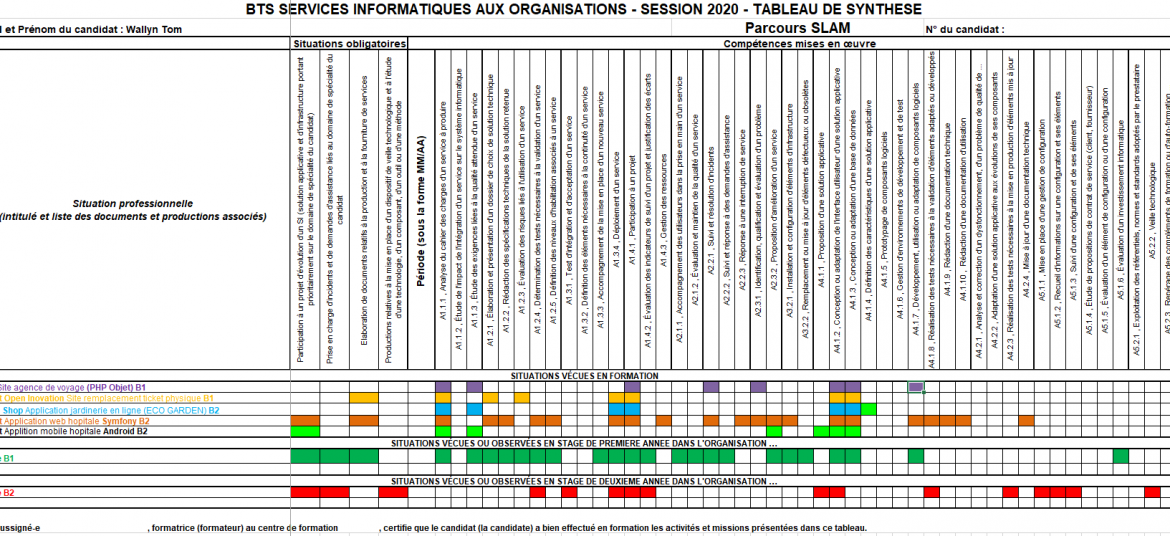 BTS SERVICES INFORMATIQUES AUX ORGANISATIONS - SESSION 2020 - TABLEAU DE SYNTHESE
et Prénom du candidat : Wallyn Tom
Parcours SLAM
N° du candidat :
Situations obligatoires
Compétences mises en œuvre
Situation professionnelle
(intitulé et liste des documents et productions associés)
Participation à un projet d'évolution d'un SI (solution applicative et d'infrastructure portant prioritairement sur le domaine de spécialité du candidat)
Prise en charge d'incidents et de demandes d'assistance liés au domaine de spécialité du candidat
Elaboration de documents relatifs à la production et à la fourniture de services
Productions relatives à la mise en place d'un dispositif de veille technologique et à l'étude d'une technologie, d'un composant, d'un outil ou d'une méthode
Période (sous la forme MM/AA)
A1.1.1 , Analyse du cahier des charges d'un service à produire
A1.1.2 , Étude de l'impact de l'intégration d'un service sur le système informatique
A1.1.3 , Étude des exigences liées à la qualité attendue d'un service
A1.2.1 , Élaboration et présentation d'un dossier de choix de solution technique
A1.2.2 , Rédaction des spécifications techniques de la solution retenue
A1.2.3 , Évaluation des risques liés à l'utilisation d'un service
A1.2.4 , Détermination des tests nécessaires à la validation d'un service
A1.2.5 , Définition des niveaux d'habilitation associés à un service
A1.3.1 , Test d'intégration et d'acceptation d'un service
A1.3.2 , Définition des éléments nécessaires à la continuité d'un service
A1.3.3 , Accompagnement de la mise en place d'un nouveau service
A1.3.4 , Déploiement d'un service
A1.4.1 , Participation à un projet
A1.4.2 , Évaluation des indicateurs de suivi d'un projet et justification des écarts
A1.4.3 , Gestion des ressources
A2.1.1 , Accompagnement des utilisateurs dans la prise en main d'un service
A2.1.2 , Évaluation et maintien de la qualité d'un service
A2.2.1 , Suivi et résolution d'incidents
A2.2.2 , Suivi et réponse à des demandes d'assistance
A2.2.3 , Réponse à une interruption de service
A2.3.1 , Identification, qualification et évaluation d'un problème
A2.3.2 , Proposition d'amélioration d'un service
A3.2.1 , Installation et configuration d'éléments d'infrastructure
A3.2.2 , Remplacement ou mise à jour d'éléments défectueux ou obsolètes
A4.1.1 , Proposition d'une solution applicative
A4.1.2 , Conception ou adaptation de l'interface utilisateur d'une solution applicative
A4.1.3 , Conception ou adaptation d'une base de données
A4.1.4 , Définition des caractéristiques d'une solution applicative
A4.1.5 , Prototypage de composants logiciels
A4.1.6 , Gestion d'environnements de développement et de test
A4.1.7 , Développement, utilisation ou adaptation de composants logiciels
A4.1.8 , Réalisation des tests nécessaires à la validation d'éléments adaptés ou développés
A4.1.9 , Rédaction d'une documentation technique
A4.1.10 , Rédaction d'une documentation d'utilisation
A4.2.1 , Analyse et correction d'un dysfonctionnement, d'un problème de qualité de ...
A4.2.2 , Adaptation d'une solution applicative aux évolutions de ses composants
A4.2.3 , Réalisation des tests nécessaires à la mise en production d'éléments mis à jour
A4.2.4 , Mise à jour d'une documentation technique
A5.1.1 , Mise en place d'une gestion de configuration
A5.1.2 , Recueil d'informations sur une configuration et ses éléments
A5.1.3 , Suivi d'une configuration et de ses éléments
A5.1.4 , Étude de propositions de contrat de service (client, fournisseur)
A5.1.5 , Évaluation d'un élément de configuration ou d'une configuration
A5.1.6 , Évaluation d'un investissement informatique
A5.2.1 , Exploitation des référentiels, normes et standards adoptés par le prestataire
A5.2.2 , Veille technologique
A5.2.3 , Repérage des compléments de formation ou d'auto-formation
SITUATIONS VÉCUES EN FORMATION
Site agence de voyage (PHP Objet) B1
t Open Inovation Site remplacement ticket physique B1
Shop Application jardinerie en ligne (ECO GARDEN) B2
t Application web hopitale Symfony B2
t Applition mobile hopitale Android B2
SITUATIONS VÉCUES OU OBSERVÉES EN STAGE DE PREMIERE ANNEE DANS L'ORGANISATION ...
B1
SITUATIONS VÉCUES OU OBSERVÉES EN STAGE DE DEUXIEME ANNEE DANS L'ORGANISATION ...
B2
ussigné-e , formatrice (formateur) au centre de formation , certifie que le candidat (la candidate) a bien effectué en formation les activités et missions présentées dans ce tableau.